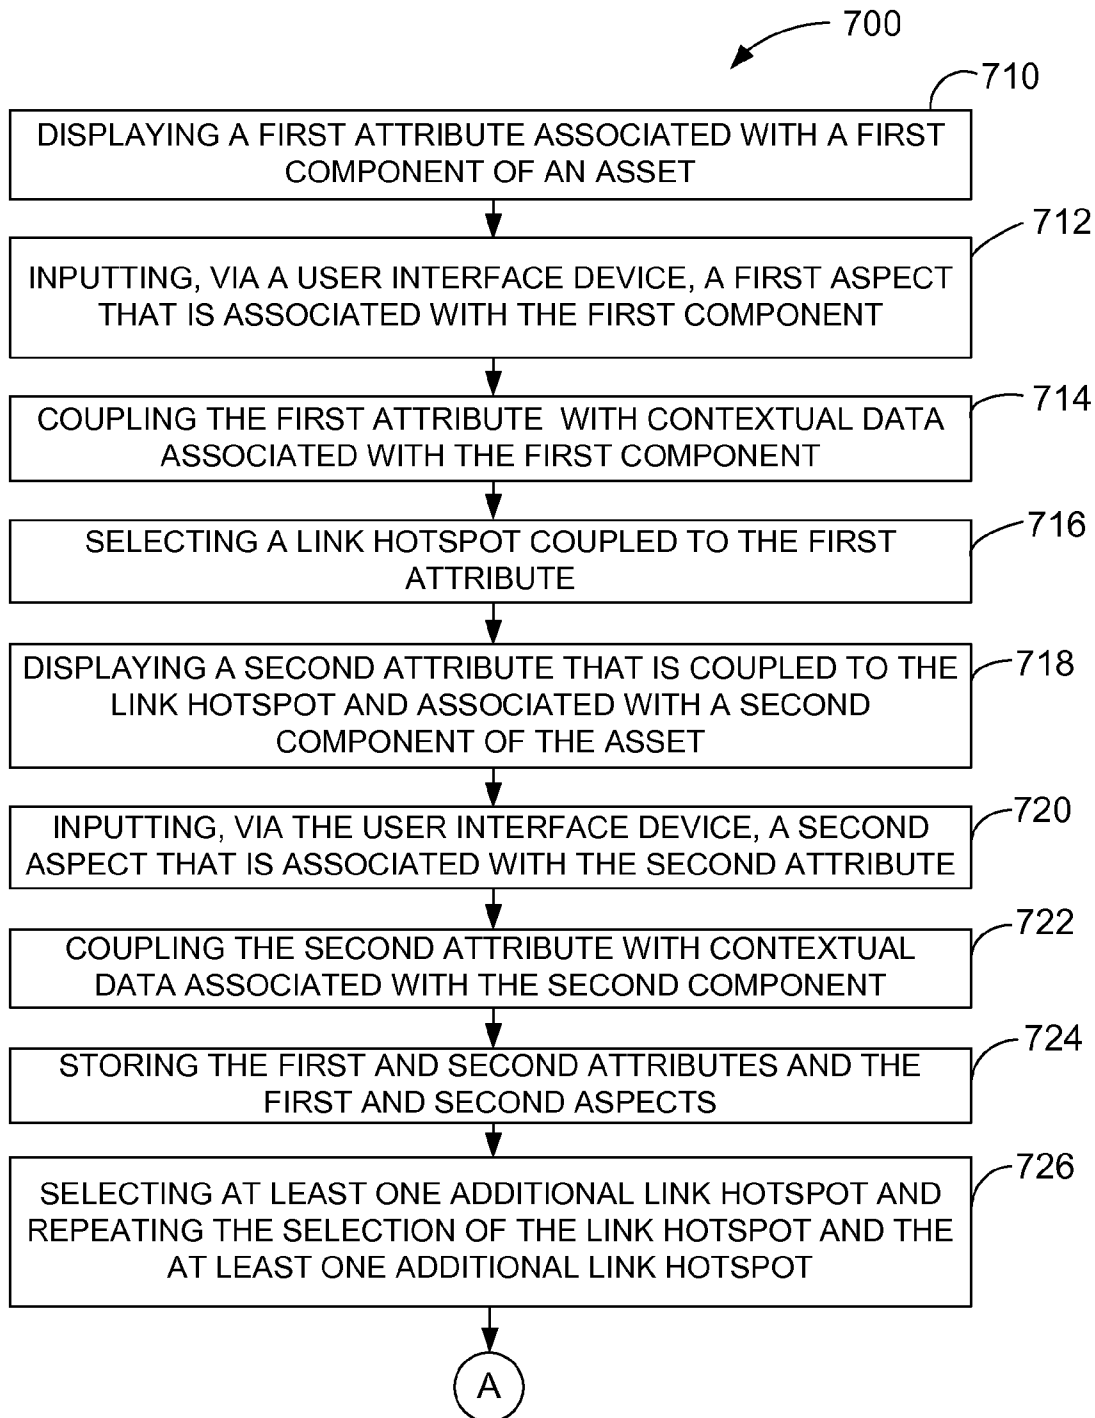 700
710
DISPLAYING A FIRST ATTRIBUTE ASSOCIATED WITH A FIRST
COMPONENT OF AN ASSET
712
INPUTTING, VIA A USER INTERFACE DEVICE, A FIRST ASPECT
THAT IS ASSOCIATED WITH THE FIRST COMPONENT
714
COUPLING THE FIRST ATTRIBUTE WITH CONTEXTUAL DATA
ASSOCIATED WITH THE FIRST COMPONENT
716
SELECTING A LINK HOTSPOT COUPLED TO THE FIRST
ATTRIBUTE
718
DISPLAYING A SECOND ATTRIBUTE THAT IS COUPLED TO THE
LINK HOTSPOT AND ASSOCIATED WITH A SECOND
COMPONENT OF THE ASSET
720
INPUTTING, VIA THE USER INTERFACE DEVICE, A SECOND
ASPECT THAT IS ASSOCIATED WITH THE SECOND ATTRIBUTE
722
COUPLING THE SECOND ATTRIBUTE WITH CONTEXTUAL
DATA ASSOCIATED WITH THE SECOND COMPONENT
724
STORING THE FIRST AND SECOND ATTRIBUTES AND THE
FIRST AND SECOND ASPECTS
726
SELECTING AT LEAST ONE ADDITIONAL LINK HOTSPOT AND
REPEATING THE SELECTION OF THE LINK HOTSPOT AND THE
AT LEAST ONE ADDITIONAL LINK HOTSPOT
A